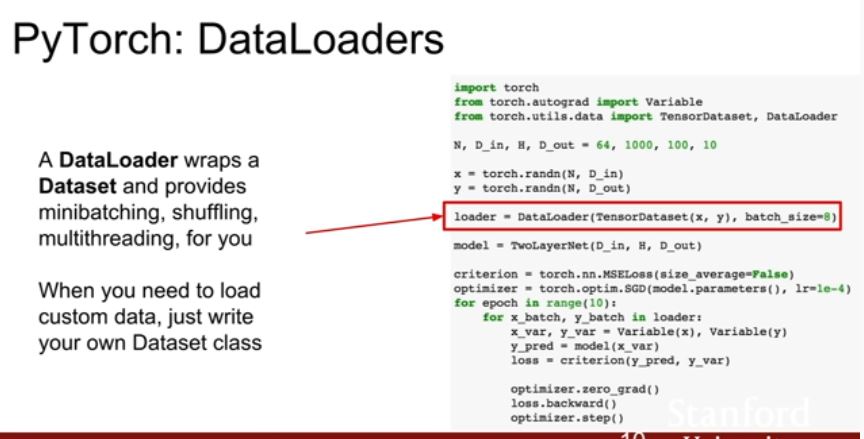 PyTorch: DataLoaders
A DataLoader wraps a
Dataset and provides
minibatching, shuffling,
multithreading, for you
When you need to load
custom data, just write
your own Dataset class
import torch
from torch.autograd import Variable
from torch.utils.data import TensorDataset, DataLoader
N, D_in, H, D_out = 64, 1000, 100, 10
x = torch.randn(N, D_in)
y = torch.randn(N, D_out)
loader = DataLoader(TensorDataset(x, y), batch_size=8)
model = TwoLayerNet(D_in, H, D_out)
criterion = torch.nn.MSELoss(size_average=False)
optimizer = torch.optim.SGD(model.parameters(), lr=1e-4)
for epoch in range(10):
    for x_batch, y_batch in loader:
        x_var, y_var = Variable(x), Variable(y)
        y_pred = model(x_var)
        loss = criterion(y_pred, y_var)
        optimizer.zero_grad()
        loss.backward()
        optimizer.step()
Stanford